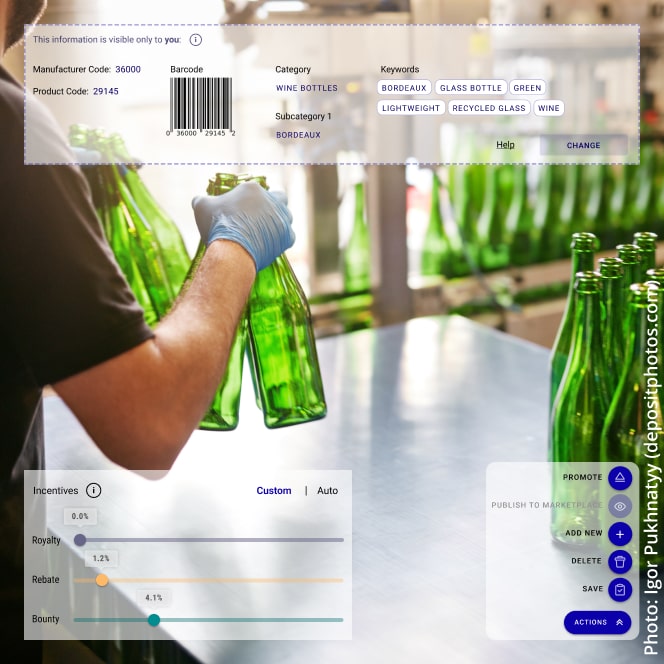 This information is visible only to you: i
Manufacturer Code: 36000
Product Code: 29145
Barcode
0 36000 29145 2
Category
WINE BOTTLES
Subcategory 1
BORDEAUX
Keywords
BORDEAUX GLASS BOTTLE GREEN
LIGHTWEIGHT RECYCLED GLASS WINE
Help CHANGE
Incentives i Custom | Auto
0.0%
Royalty
1.2%
Rebate
4.1%
Bounty
PROMOTE
PUBLISH TO MARKETPLACE
ADD NEW
DELETE
SAVE
ACTIONS
Photo: Igor Pukhnatyy (depositphotos.com)